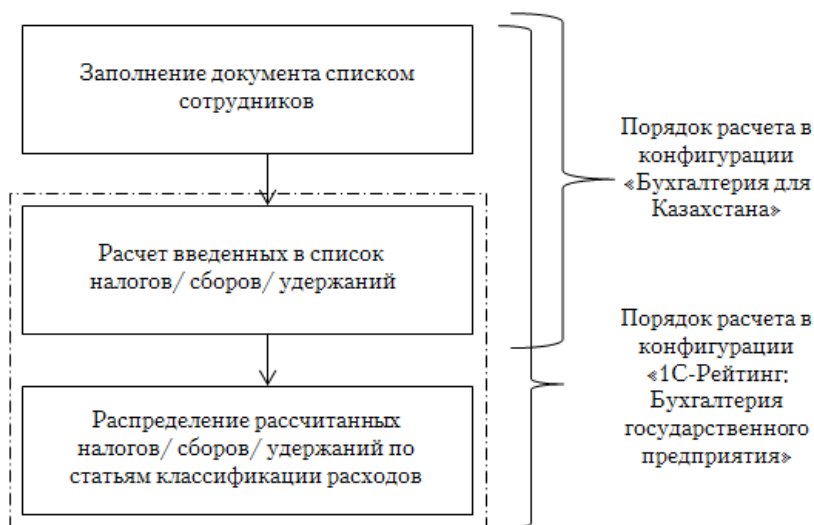 Заполнение документа списком
сотрудников
Порядок расчета в
конфигурации
«Бухгалтерия для
Казахстана»
Расчет введенных в список
налогов/ сборов/ удержаний
Порядок расчета в
конфигурации
«1С-Рейтинг:
Бухгалтерия
государственного
предприятия»
Распределение рассчитанных
налогов/ сборов/ удержаний по
статьям классификации расходов